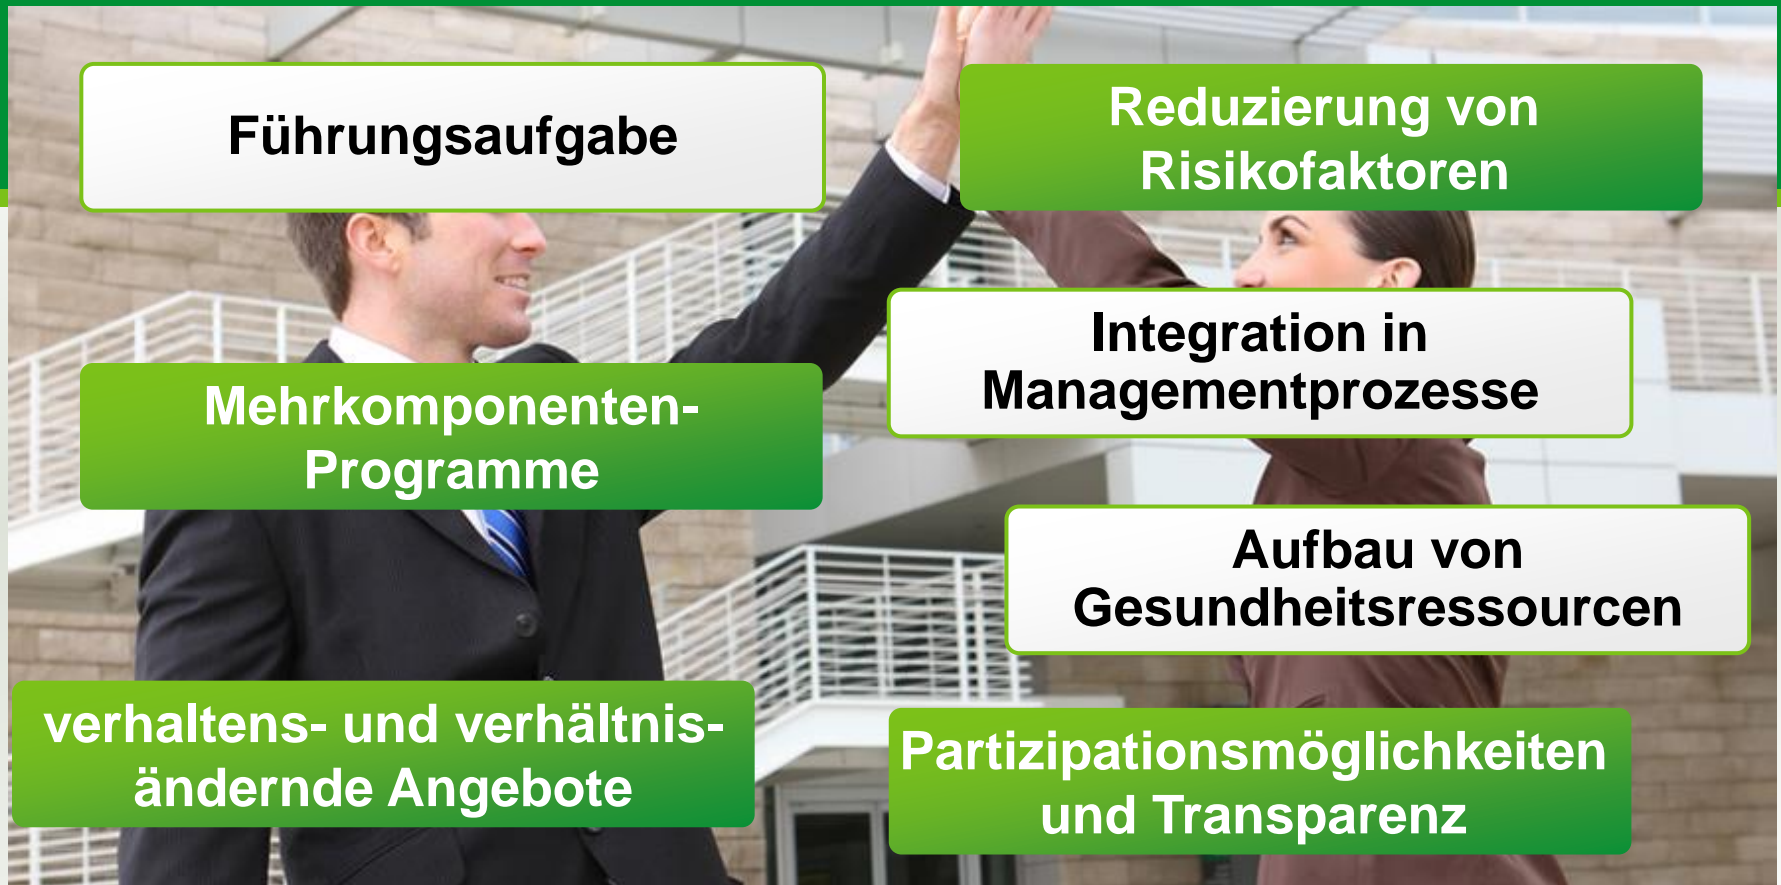 Führungsaufgabe
Reduzierung von
Risikofaktoren
Integration in
Managementprozesse
Mehrkomponenten-
Programme
Aufbau von
Gesundheitsressourcen
verhaltens- und verhältnis-
ändernde Angebote
Partizipationsmöglichkeiten
und Transparenz